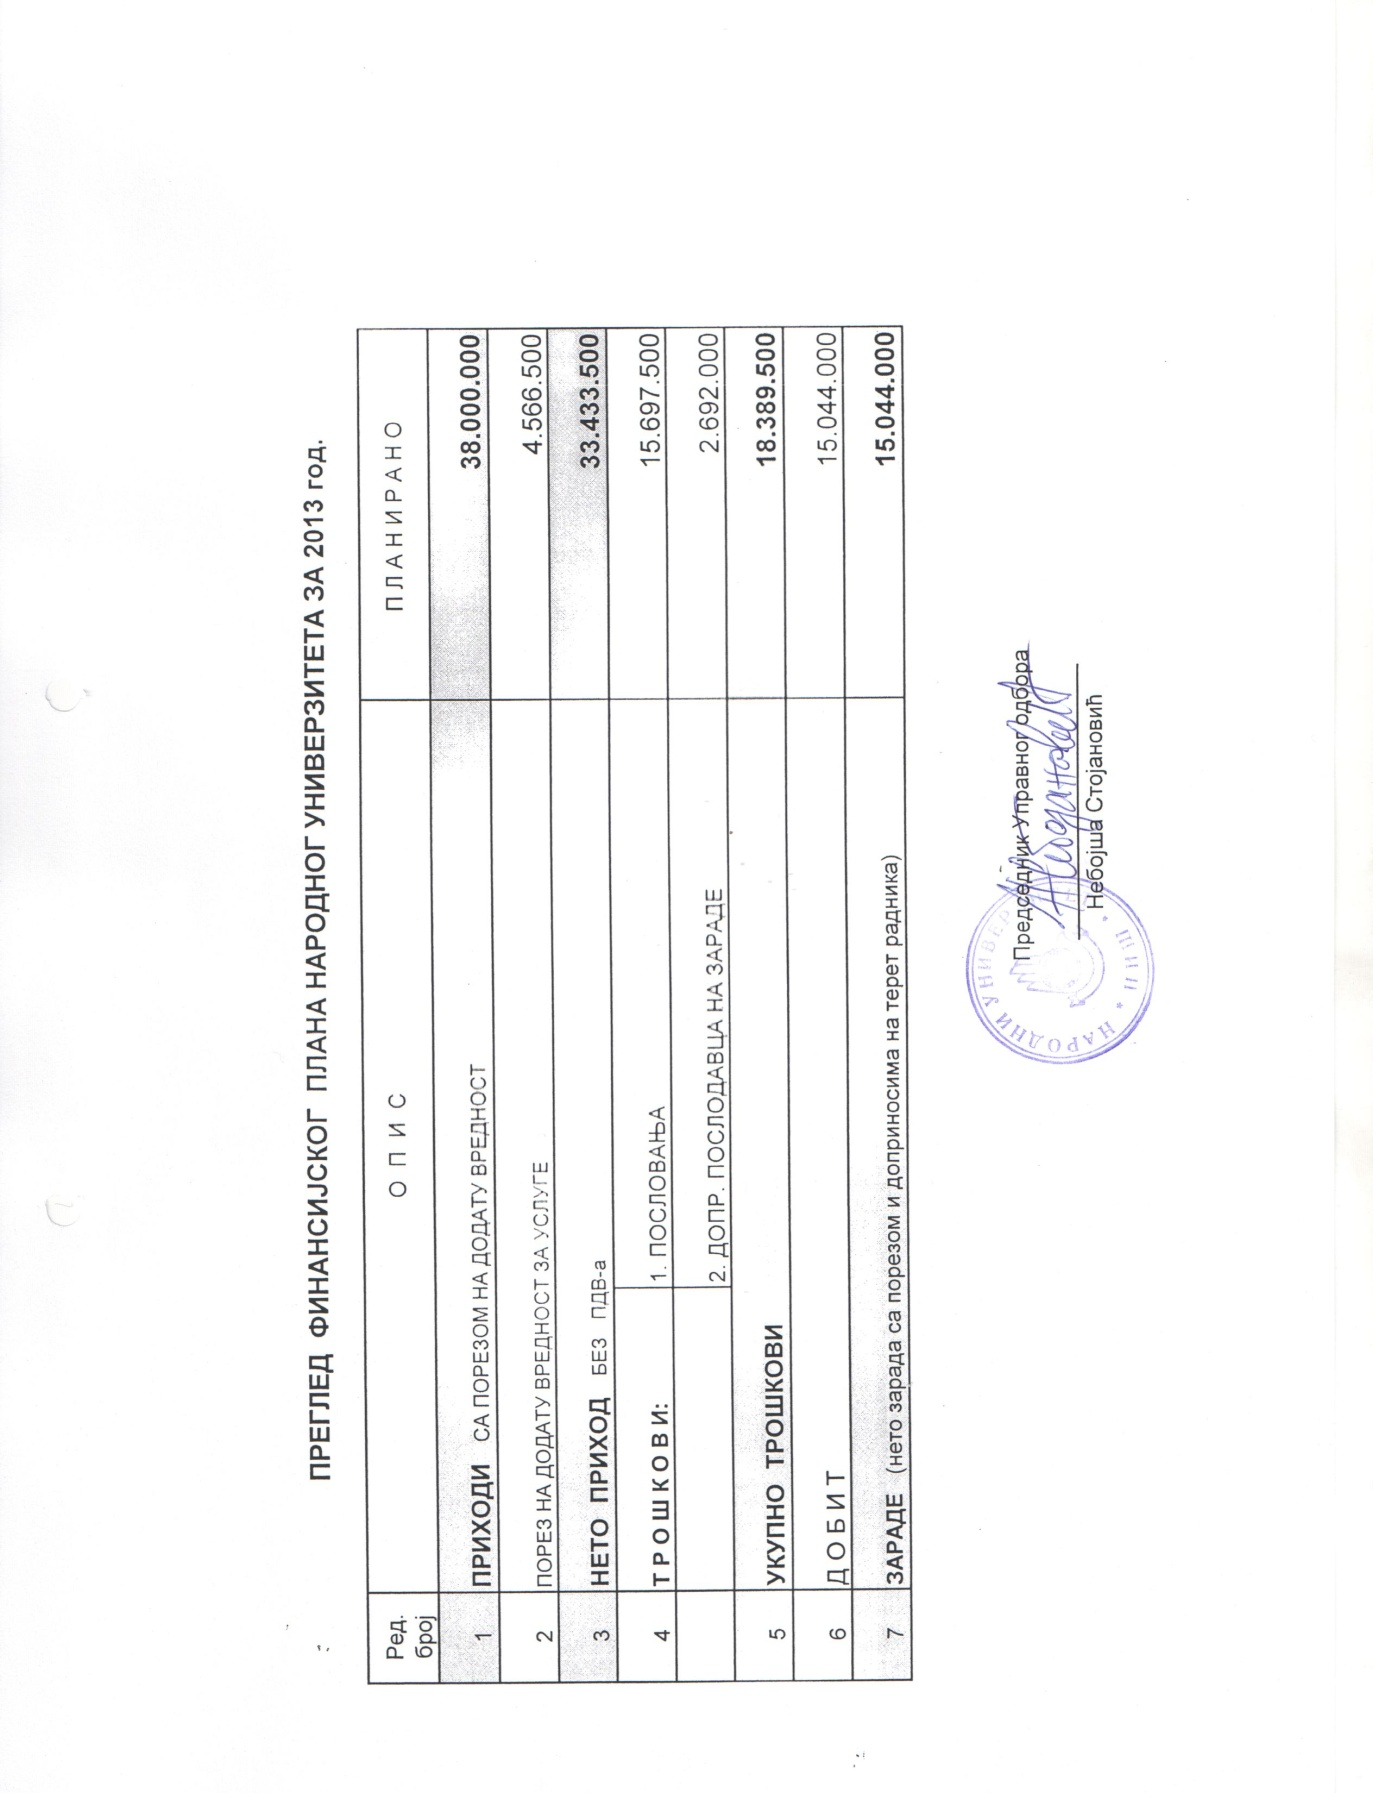 ПРЕГЛЕД ФИНАНСИЈСКОГ ПЛАНА НАРОДНОГ УНИВЕРЗИТЕТА ЗА 2013 год.
Ред. број О П И С П Л А Н И Р А Н О
1 ПРИХОДИ СА ПОРЕЗОМ НА ДОДАТУ ВРЕДНОСТ 38.000.000
2 ПОРЕЗ НА ДОДАТУ ВРЕДНОСТ ЗА УСЛУГЕ 4.566.500
3 НЕТО ПРИХОД БЕЗ ПДВ-а 33.433.500
4 Т Р О Ш К О В И: 1. ПОСЛОВАЊА 15.697.500
2. ДОПР. ПОСЛОДАВЦА НА ЗАРАДЕ 2.692.000
5 УКУПНО ТРОШКОВИ 18.389.500
6 Д О Б И Т 15.044.000
7 ЗАРАДЕ (нето зарада са порезом и доприносима на терет радника) 15.044.000
Председник Управног одбора
Небојша Стојановић
НАРОДНИ УНИВЕР